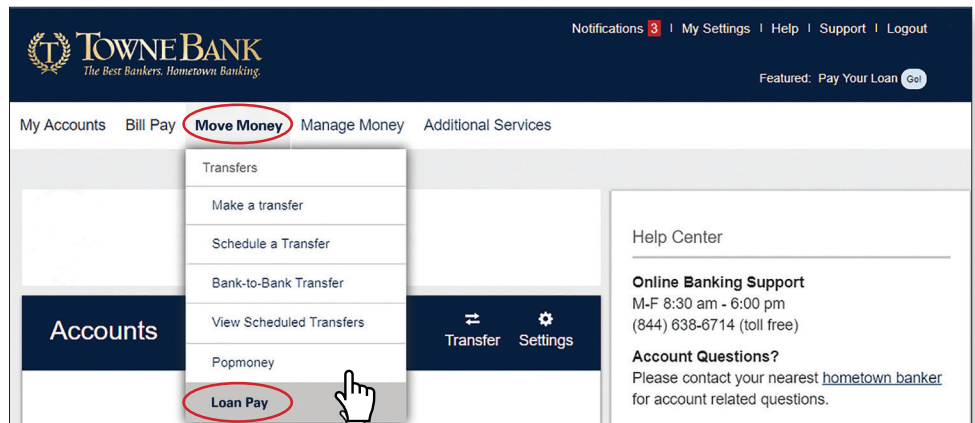 Notifications 3 | My Settings | Help | Support | Logout
TOWNEBANK
The Best Bankers. Hometown Banking.
Featured: Pay Your Loan Go!
My Accounts Bill Pay Move Money Manage Money Additional Services
Transfers
Make a transfer
Schedule a Transfer
Bank-to-Bank Transfer
View Scheduled Transfers
Popmoney
Loan Pay
Accounts
Transfer Settings
Help Center
Online Banking Support
M-F 8:30 am - 6:00 pm
(844) 638-6714 (toll free)
Account Questions?
Please contact your nearest hometown banker
for account related questions.